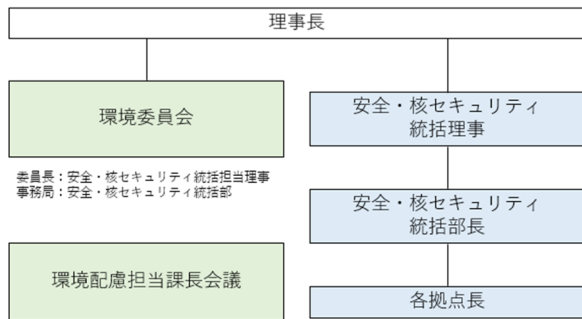 理事長
環境委員会
委員長：安全・核セキュリティ統括担当理事
事務局：安全・核セキュリティ統括部
環境配慮担当課長会議
安全・核セキュリティ
統括理事
安全・核セキュリティ
統括部長
各拠点長